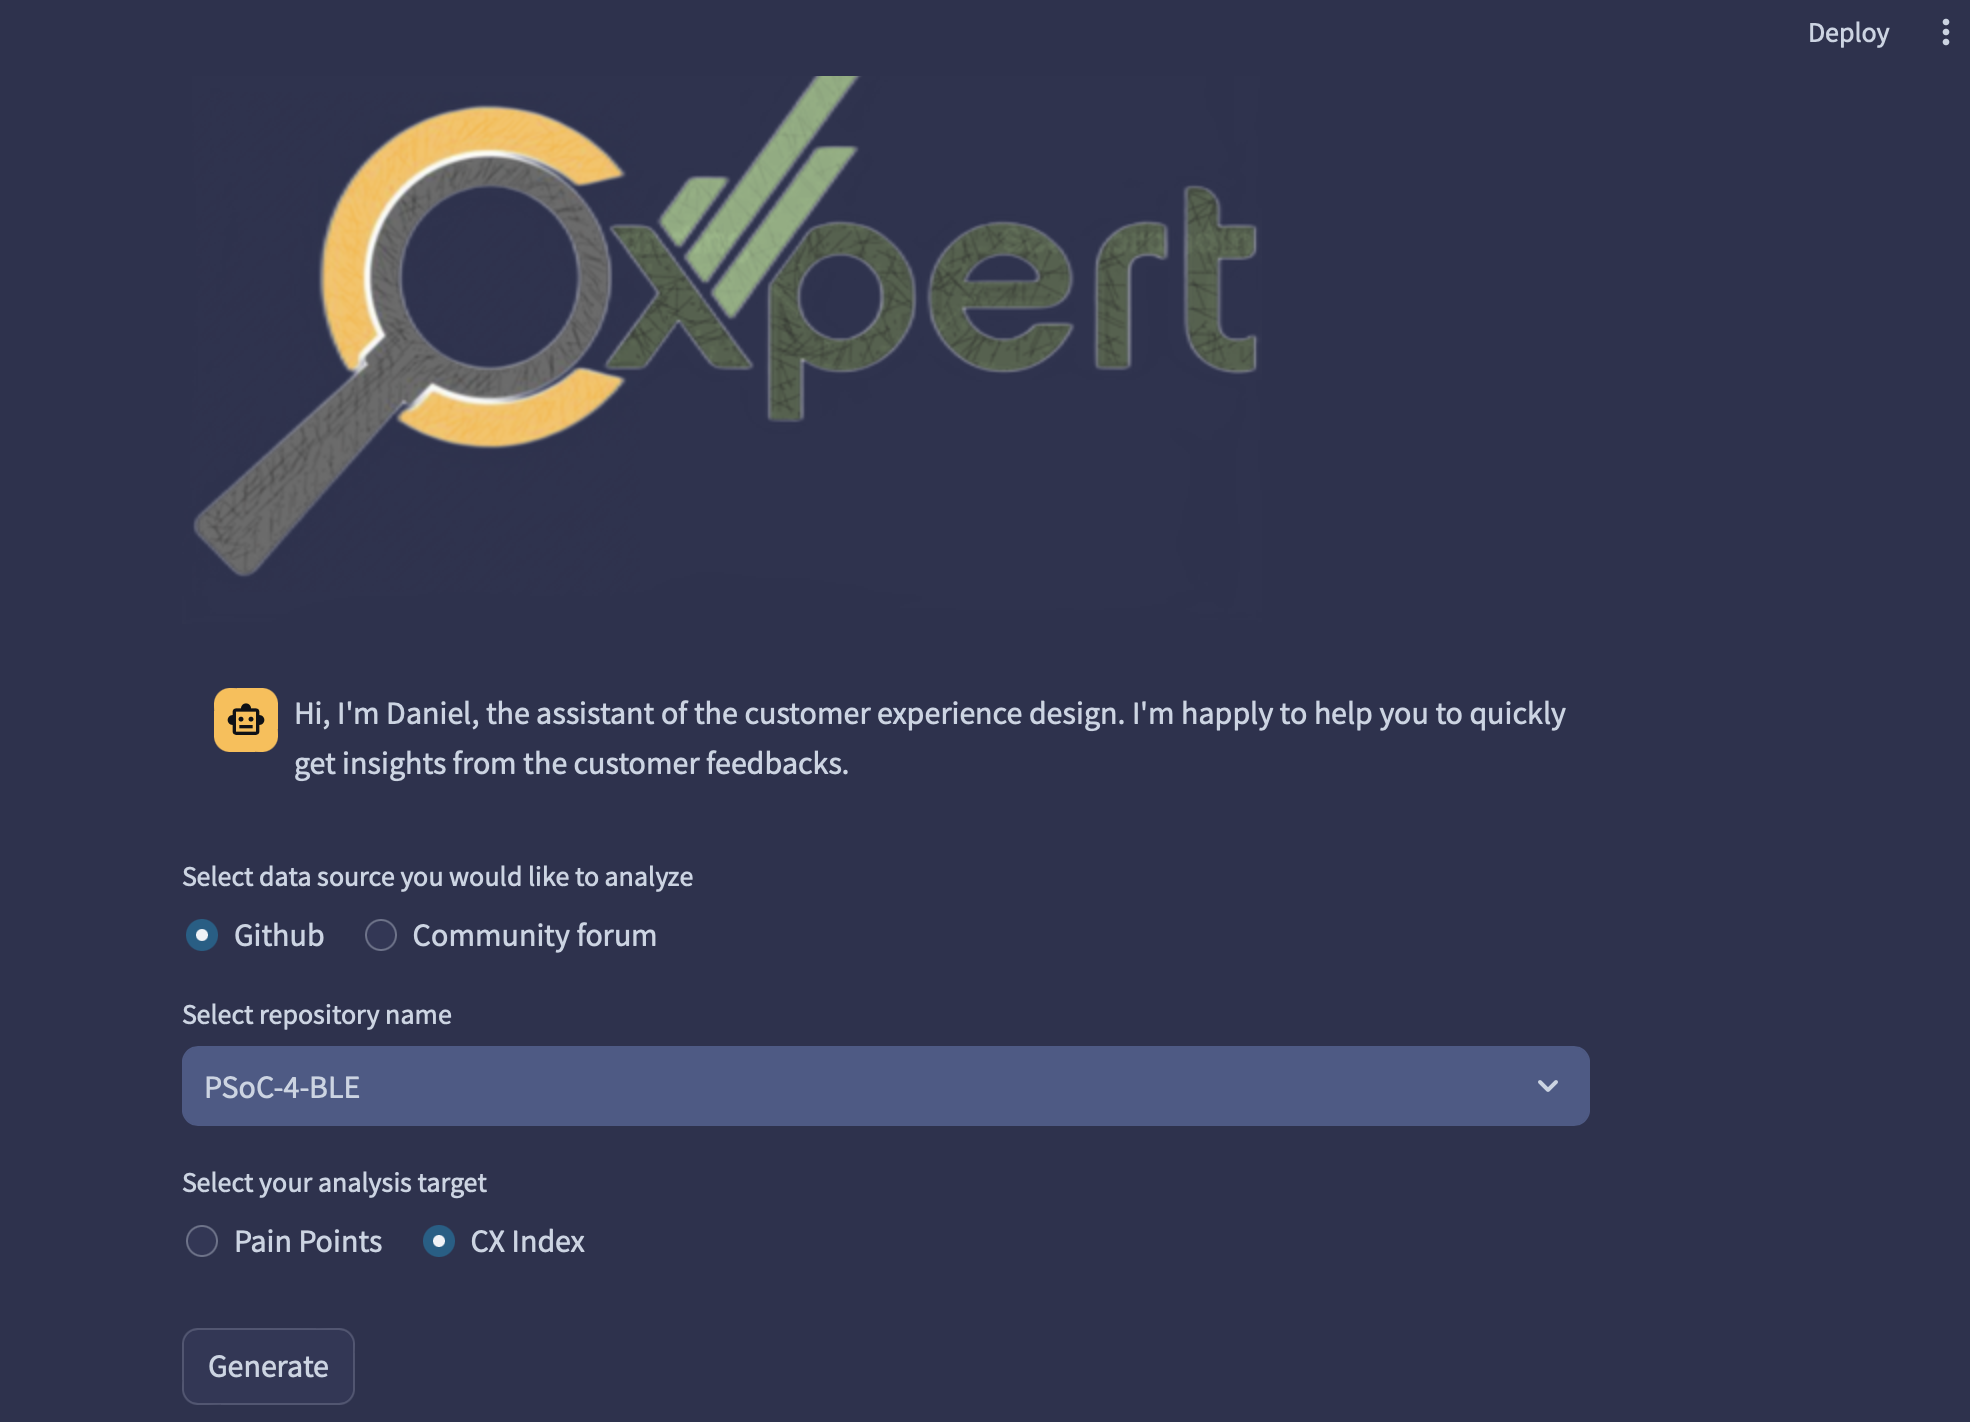 Deploy
Cxpert
Hi, I'm Daniel, the assistant of the customer experience design. I'm happly to help you to quickly
get insights from the customer feedbacks.
Select data source you would like to analyze
Github Community forum
Select repository name
PSoC-4-BLE
Select your analysis target
Pain Points CX Index
Generate